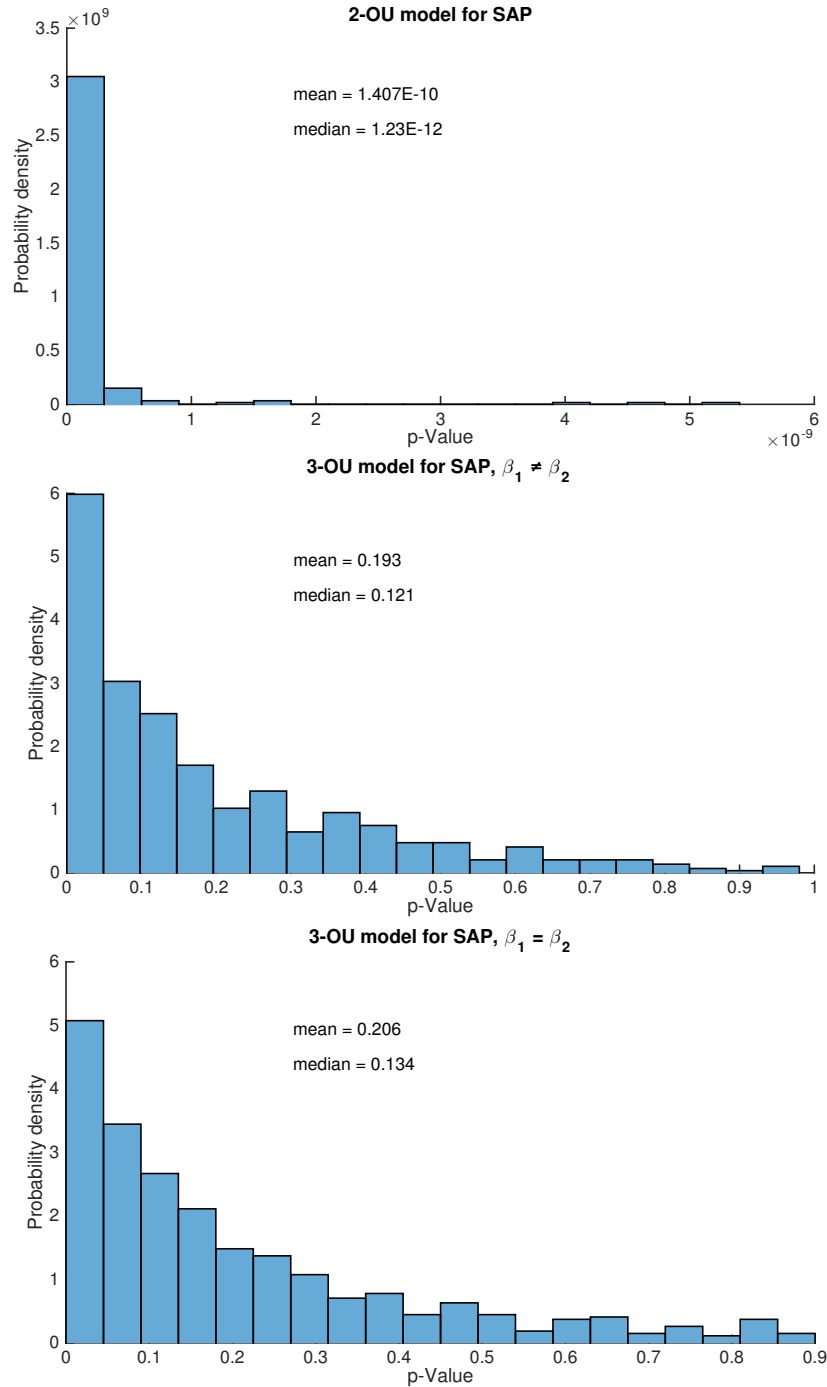 2-OU model for SAP
×10^9
3.5
3
2.5
2
1.5
1
0.5
0
Probability density
mean = 1.407E-10
median = 1.23E-12
0 1 2 3 4 5 6
p-Value
×10^-9
3-OU model for SAP, β_1 ≠ β_2
6
5
4
3
2
1
0
Probability density
mean = 0.193
median = 0.121
0 0.1 0.2 0.3 0.4 0.5 0.6 0.7 0.8 0.9 1
p-Value
3-OU model for SAP, β_1 = β_2
6
5
4
3
2
1
0
Probability density
mean = 0.206
median = 0.134
0 0.1 0.2 0.3 0.4 0.5 0.6 0.7 0.8 0.9
p-Value